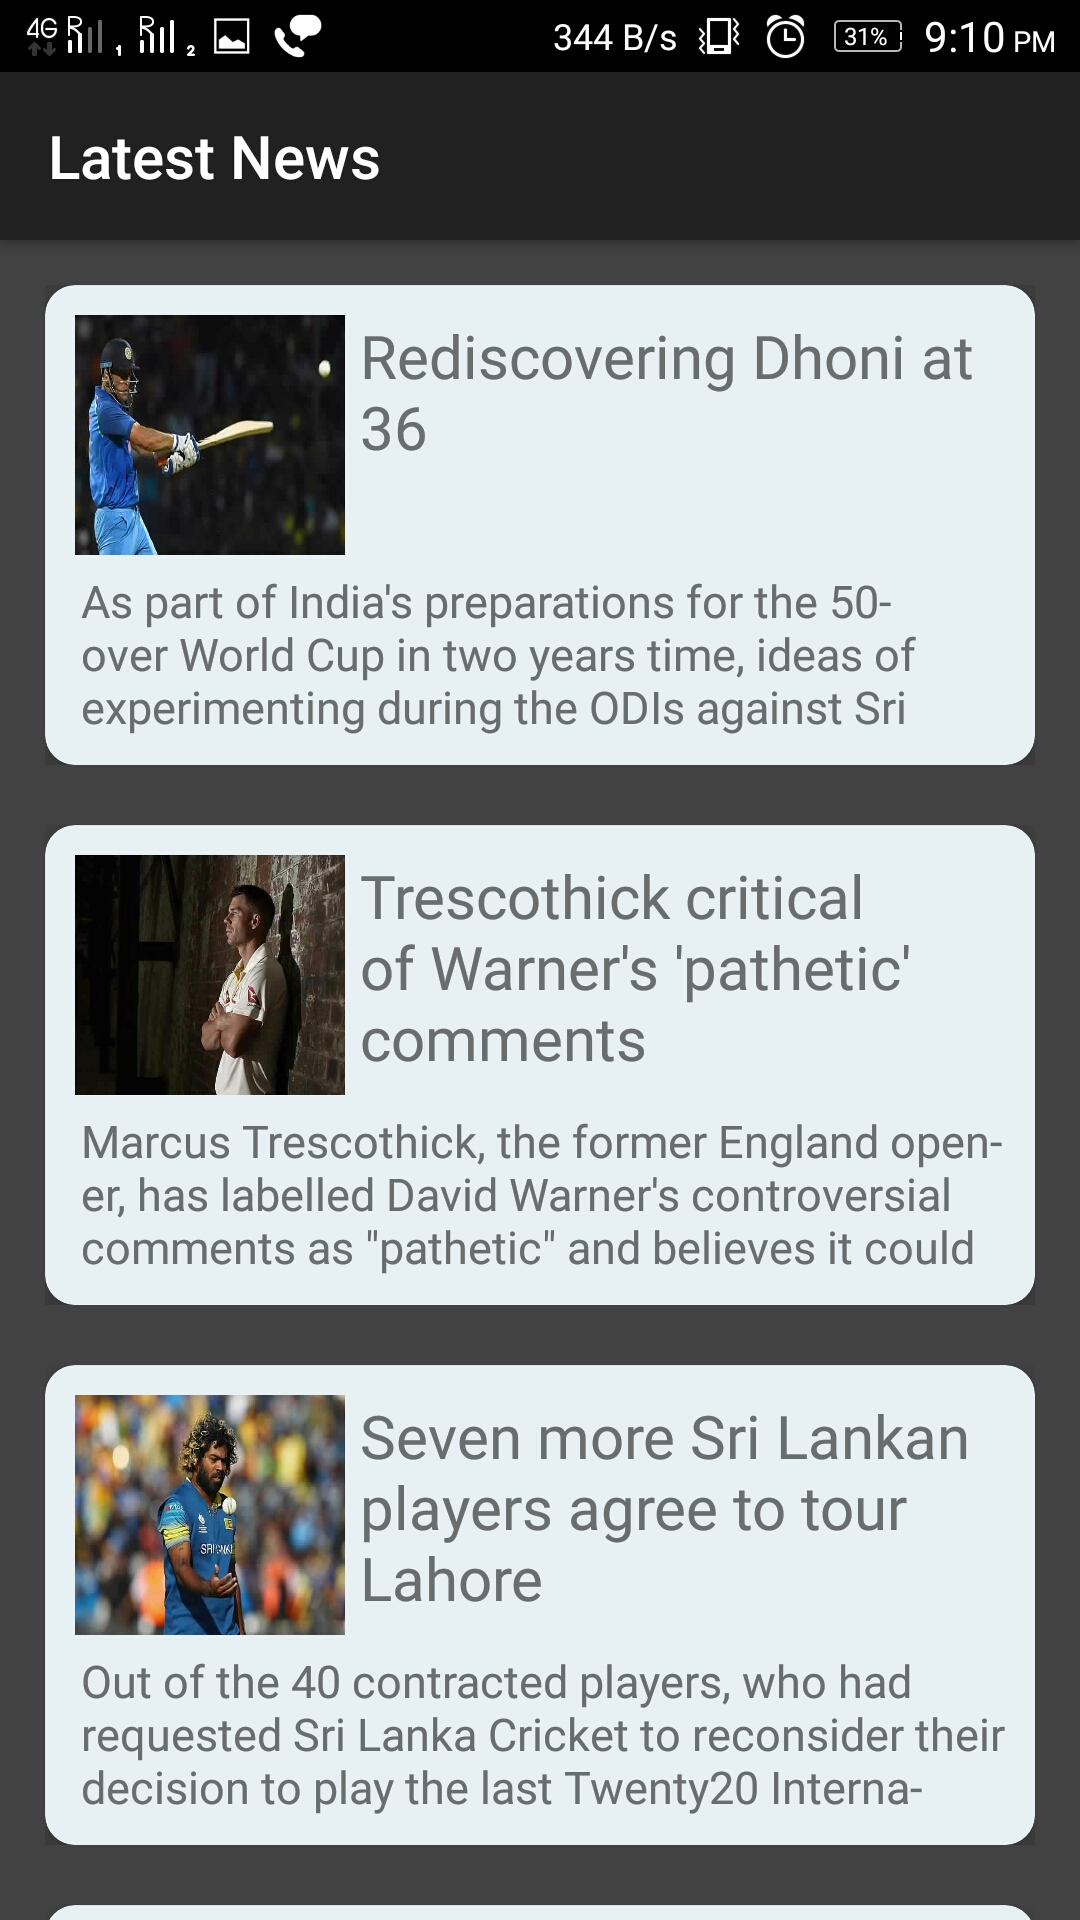 4G R 1 R 2 344 B/s 31% 9:10 PM
Latest News
Rediscovering Dhoni at
36
As part of India's preparations for the 50-
over World Cup in two years time, ideas of
experimenting during the ODIs against Sri
Trescothick critical
of Warner's 'pathetic'
comments
Marcus Trescothick, the former England open-
er, has labelled David Warner's controversial
comments as "pathetic" and believes it could
Seven more Sri Lankan
players agree to tour
Lahore
Out of the 40 contracted players, who had
requested Sri Lanka Cricket to reconsider their
decision to play the last Twenty20 Interna-